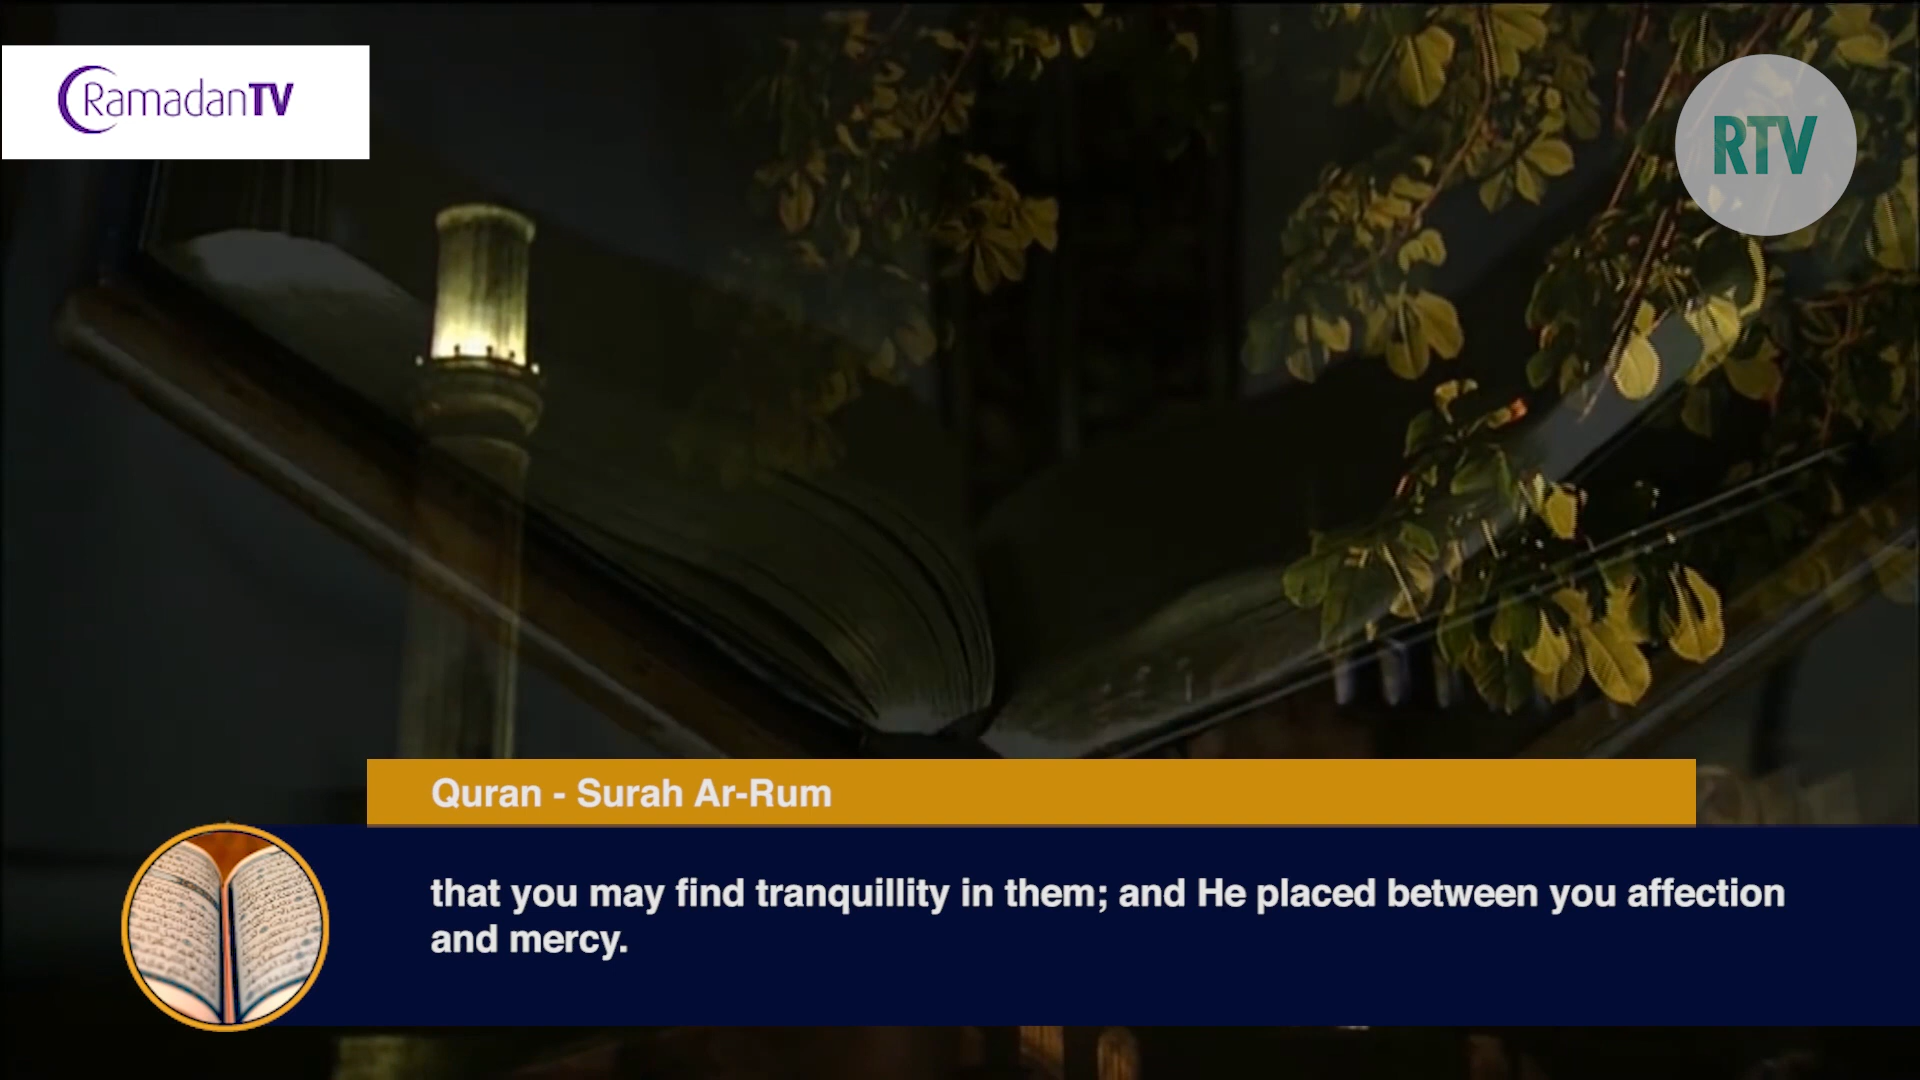 RamadanTV
RTV
Quran - Surah Ar-Rum
that you may find tranquillity in them; and He placed between you affection
and mercy.